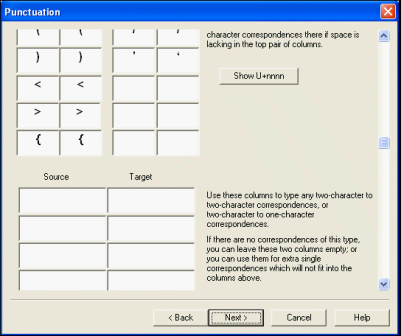 Punctuation
( ( , ,
) ) ‘ ‘
< <
> >
{ {
character correspondences there if space is
lacking in the top pair of columns.
Show U+nnnn
Source Target
Use these columns to type any two-character to
two-character correspondences, or
two-character to one-character
correspondences.
If there are no correspondences of this type,
you can leave these two columns empty; or
you can use them for extra single
correspondences which will not fit into the
columns above.
< Back Next > Cancel Help